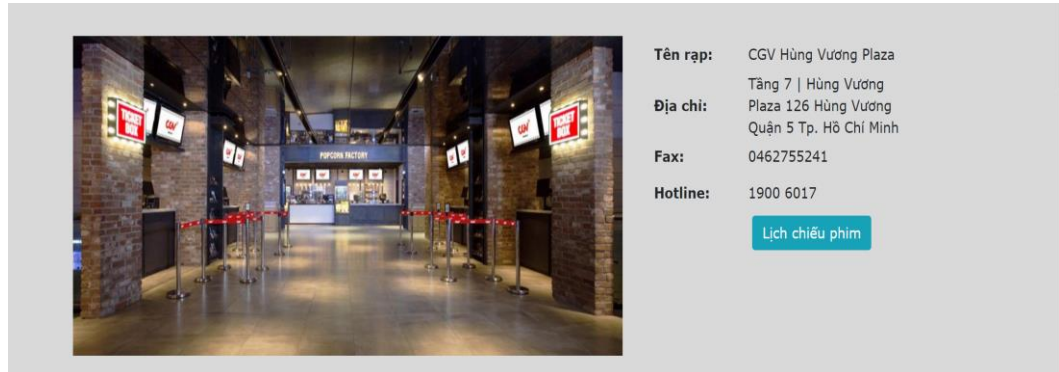 TICKET
BOX
CGV
POPCORN FACTORY
CGV
TICKET
BOX
Tên rạp: CGV Hùng Vương Plaza
Địa chỉ: Tầng 7 | Hùng Vương
Plaza 126 Hùng Vương
Quận 5 Tp. Hồ Chí Minh
Fax: 0462755241
Hotline: 1900 6017
Lịch chiếu phim